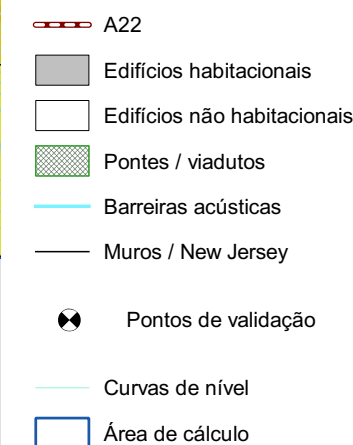 A22
Edifícios habitacionais
Edifícios não habitacionais
Pontes / viadutos
Barreiras acústicas
Muros / New Jersey
Pontos de validação
Curvas de nível
Área de cálculo